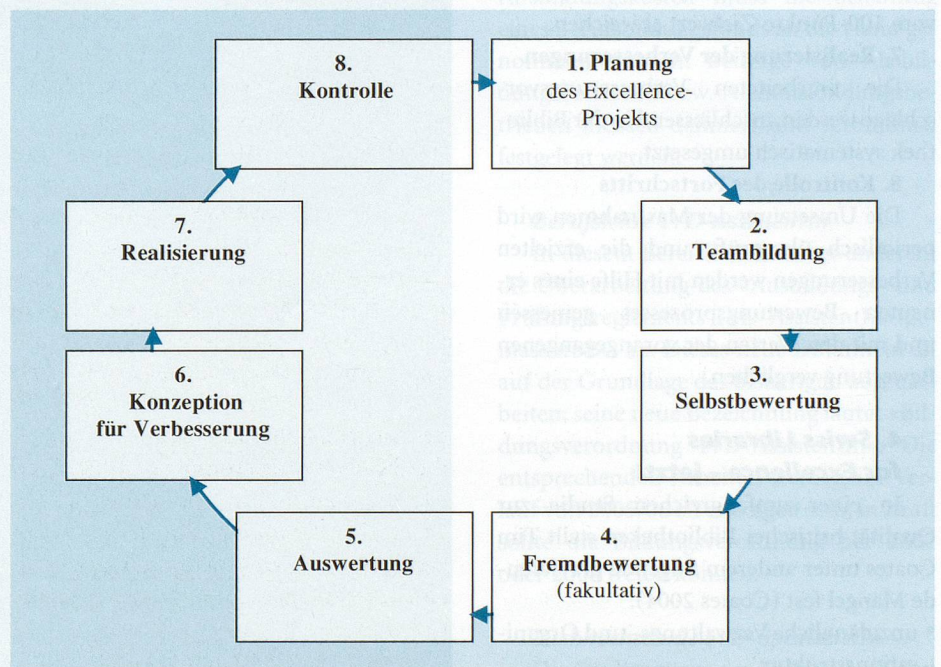 8.
Kontrolle
1. Planung
des Excellence-
Projekts
2.
Teambildung
3.
Selbstbewertung
4.
Fremdbewertung
(fakultativ)
5.
Auswertung
6.
Konzeption
für Verbesserung
7.
Realisierung